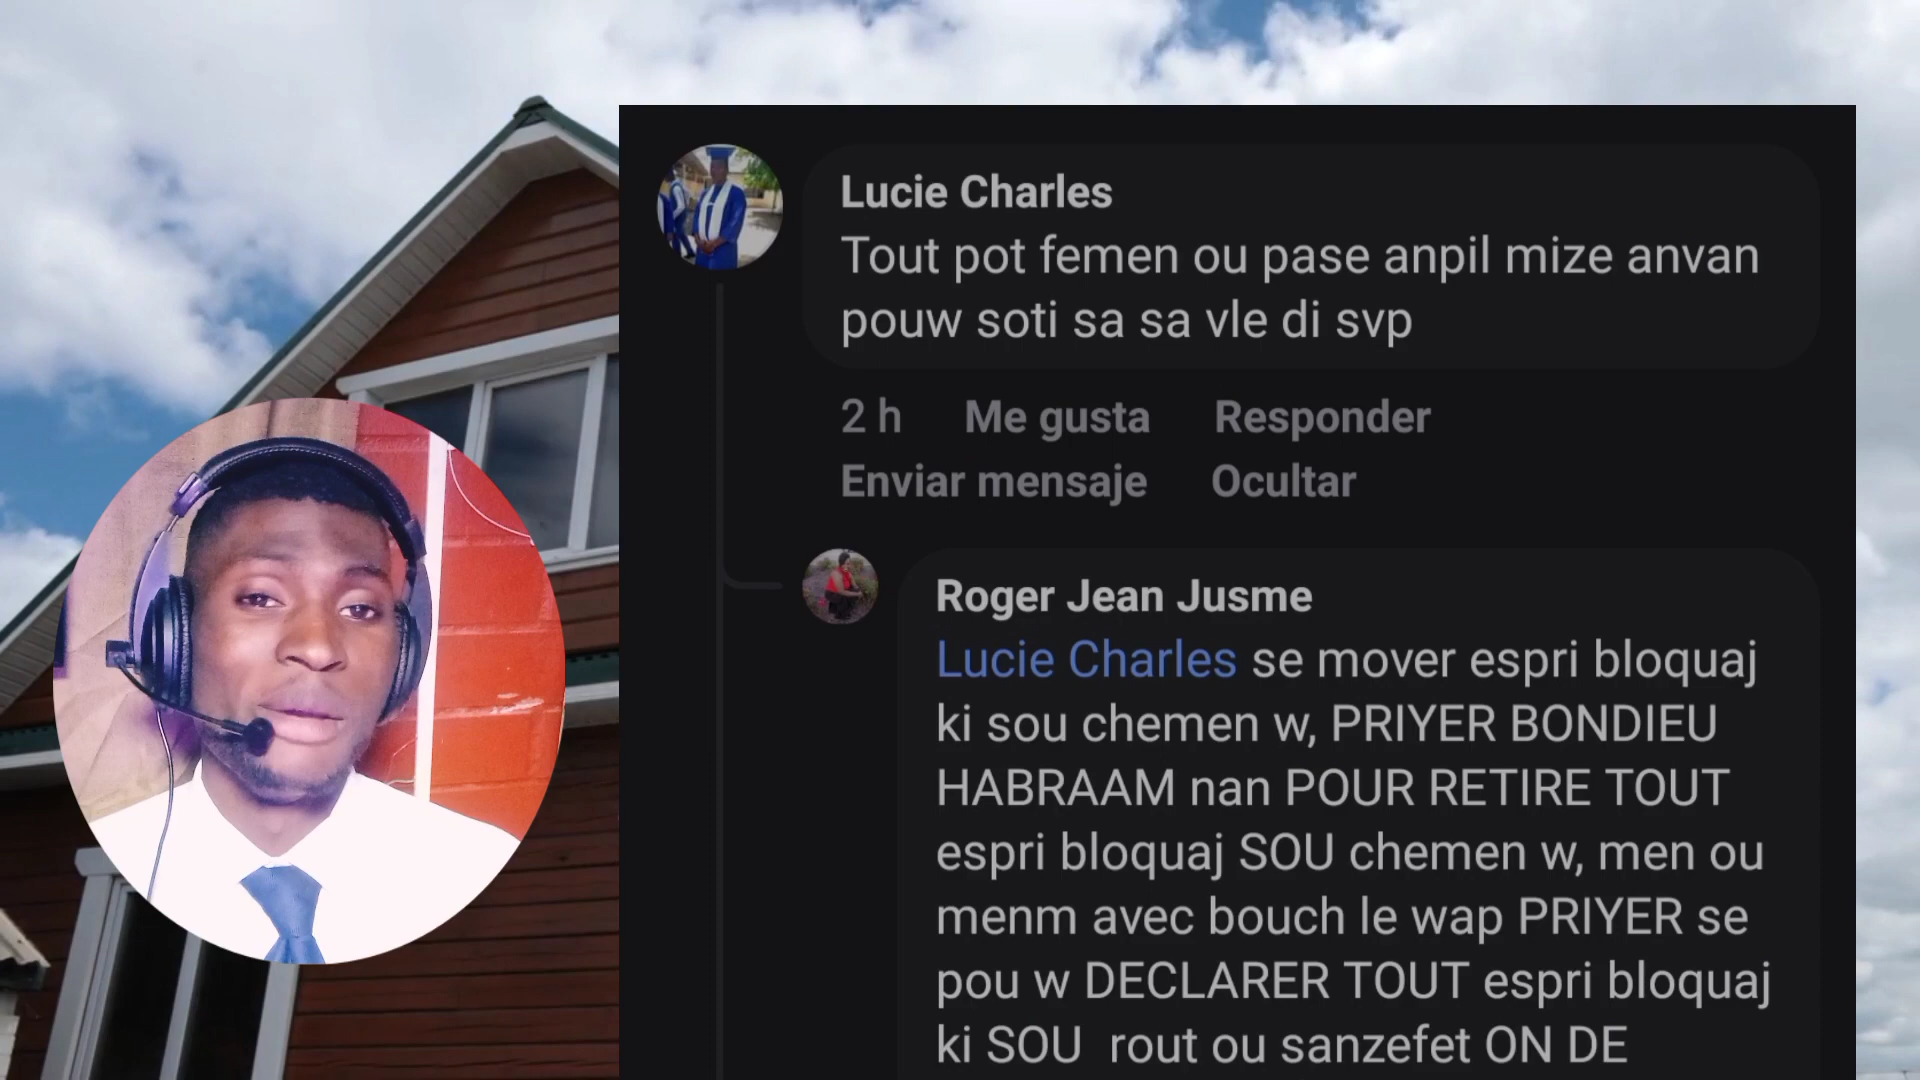 Lucie Charles
Tout pot femen ou pase anpil mize anvan
pouw soti sa sa vle di svp
2 h Me gusta Responder
Enviar mensaje Ocultar
Roger Jean Jusme
Lucie Charles se mover espri bloquaj
ki sou chemen w, PRIYER BONDIEU
HABRAAM nan POUR RETIRE TOUT
espri bloquaj SOU chemen w, men ou
menm avec bouch le wap PRIYER se
pou w DECLARER TOUT espri bloquaj
ki SOU rout ou sanzefet ON DE